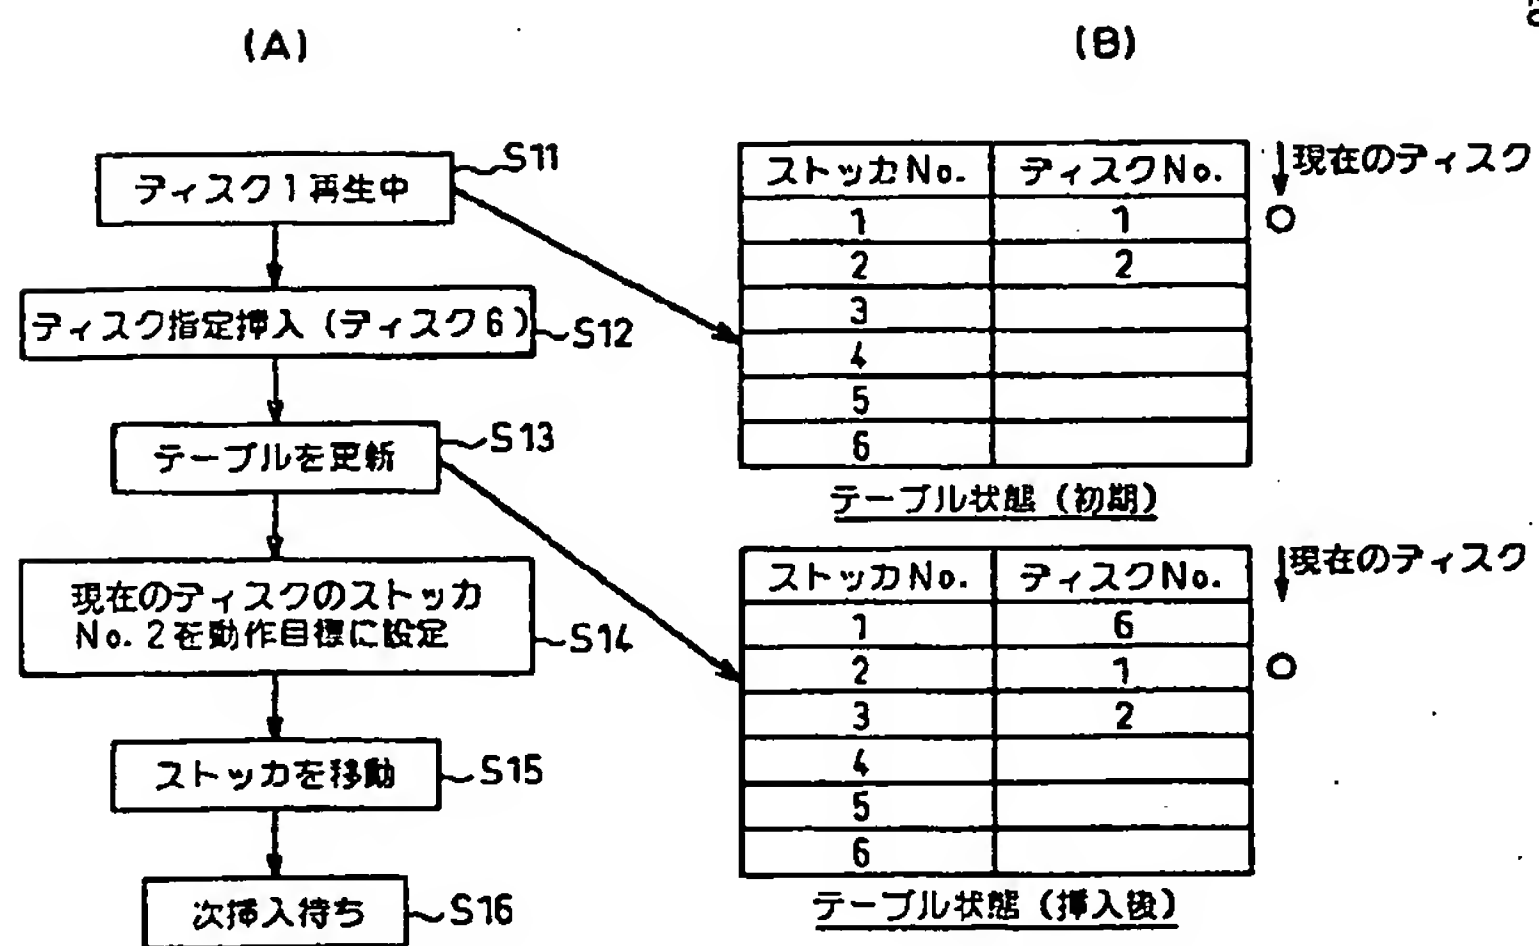 (A)
ディスク1再生中
S11
ディスク指定挿入(ディスク6)
S12
テーブルを更新
S13
現在のディスクのストッカ
No.2を動作目標に設定
S14
ストッカを移動
S15
次挿入待ち
S16
(B)
ストッカNo. ディスクNo.
現在のディスク
1 1 ○
2 2
3
4
5
6
テーブル状態(初期)
ストッカNo. ディスクNo.
現在のディスク
1 6
2 1 ○
3 2
4
5
6
テーブル状態(挿入後)